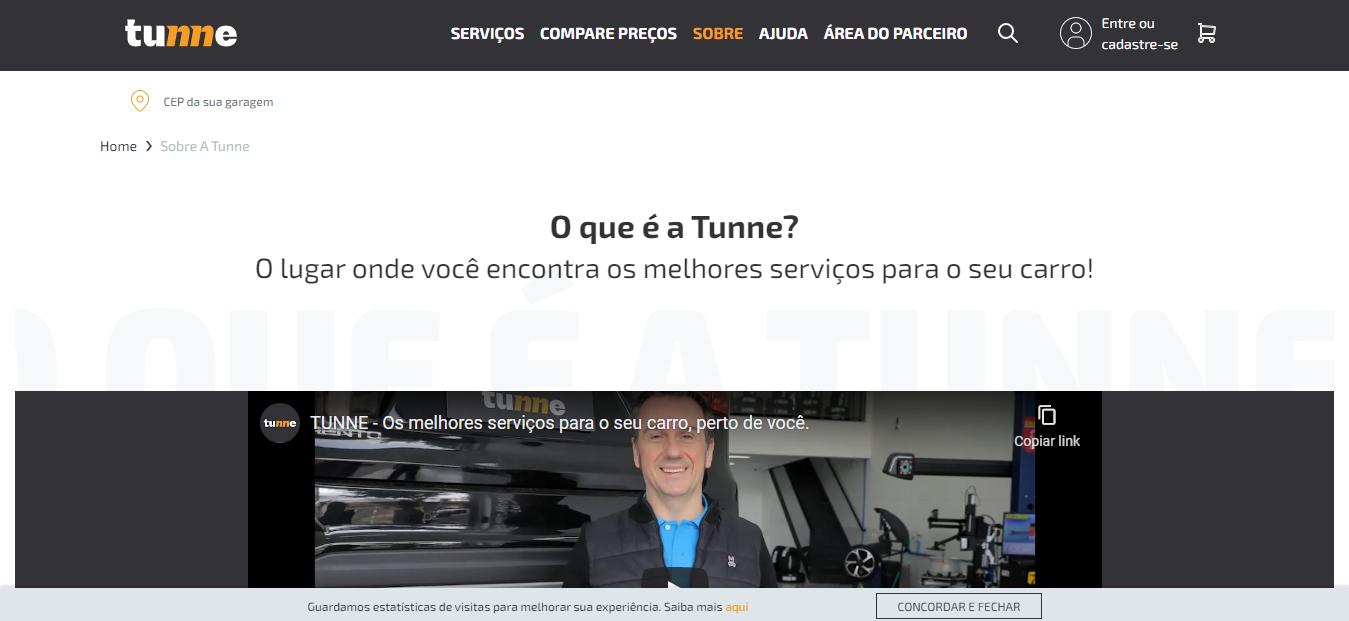 tunne
SERVIÇOS COMPARE PREÇOS SOBRE AJUDA ÁREA DO PARCEIRO
Entre ou
cadastre-se
CEP da sua garagem
Home > Sobre A Tunne
O que é a Tunne?
O lugar onde você encontra os melhores serviços para o seu carro!
O QUE É A TUNNE
tunne
tunne
TUNNE - Os melhores serviços para o seu carro, perto de você.
Copiar link
Guardamos estatísticas de visitas para melhorar sua experiência. Saiba mais aqui
CONCORDAR E FECHAR